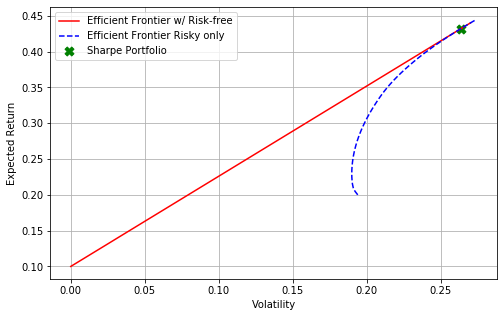 Efficient Frontier w/ Risk-free
Efficient Frontier Risky only
Sharpe Portfolio
Expected Return
0.45
0.40
0.35
0.30
0.25
0.20
0.15
0.10
0.00 0.05 0.10 0.15 0.20 0.25
Volatility